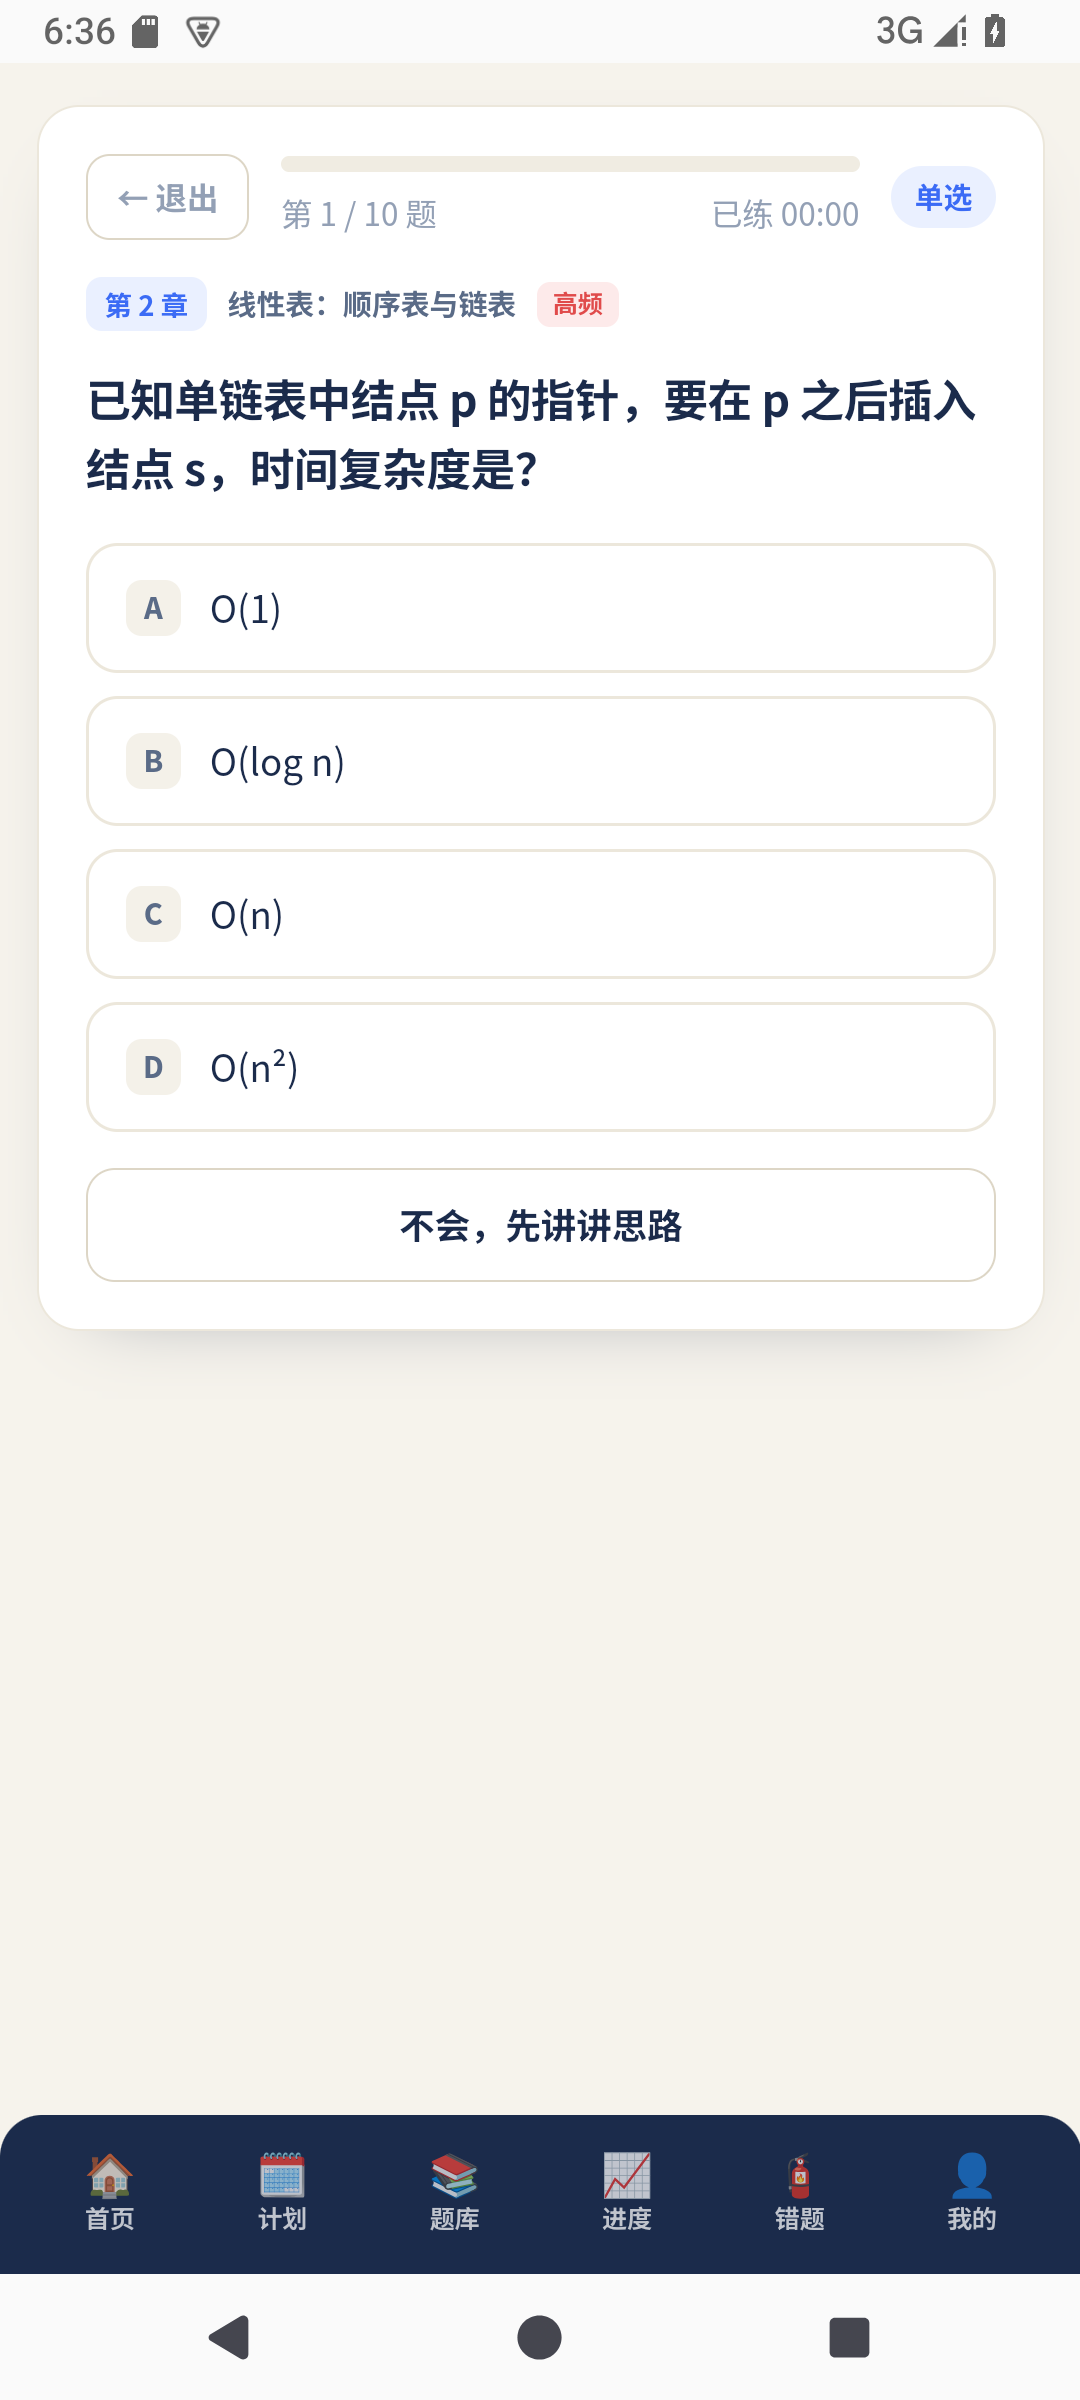 6:36
3G
← 退出
第 1 / 10 题
已练 00:00
单选
第 2 章
线性表：顺序表与链表
高频
已知单链表中结点 p 的指针，要在 p 之后插入
结点 s，时间复杂度是？
A O(1)
B O(log n)
C O(n)
D O(n²)
不会，先讲讲思路
首页
计划
题库
进度
错题
我的